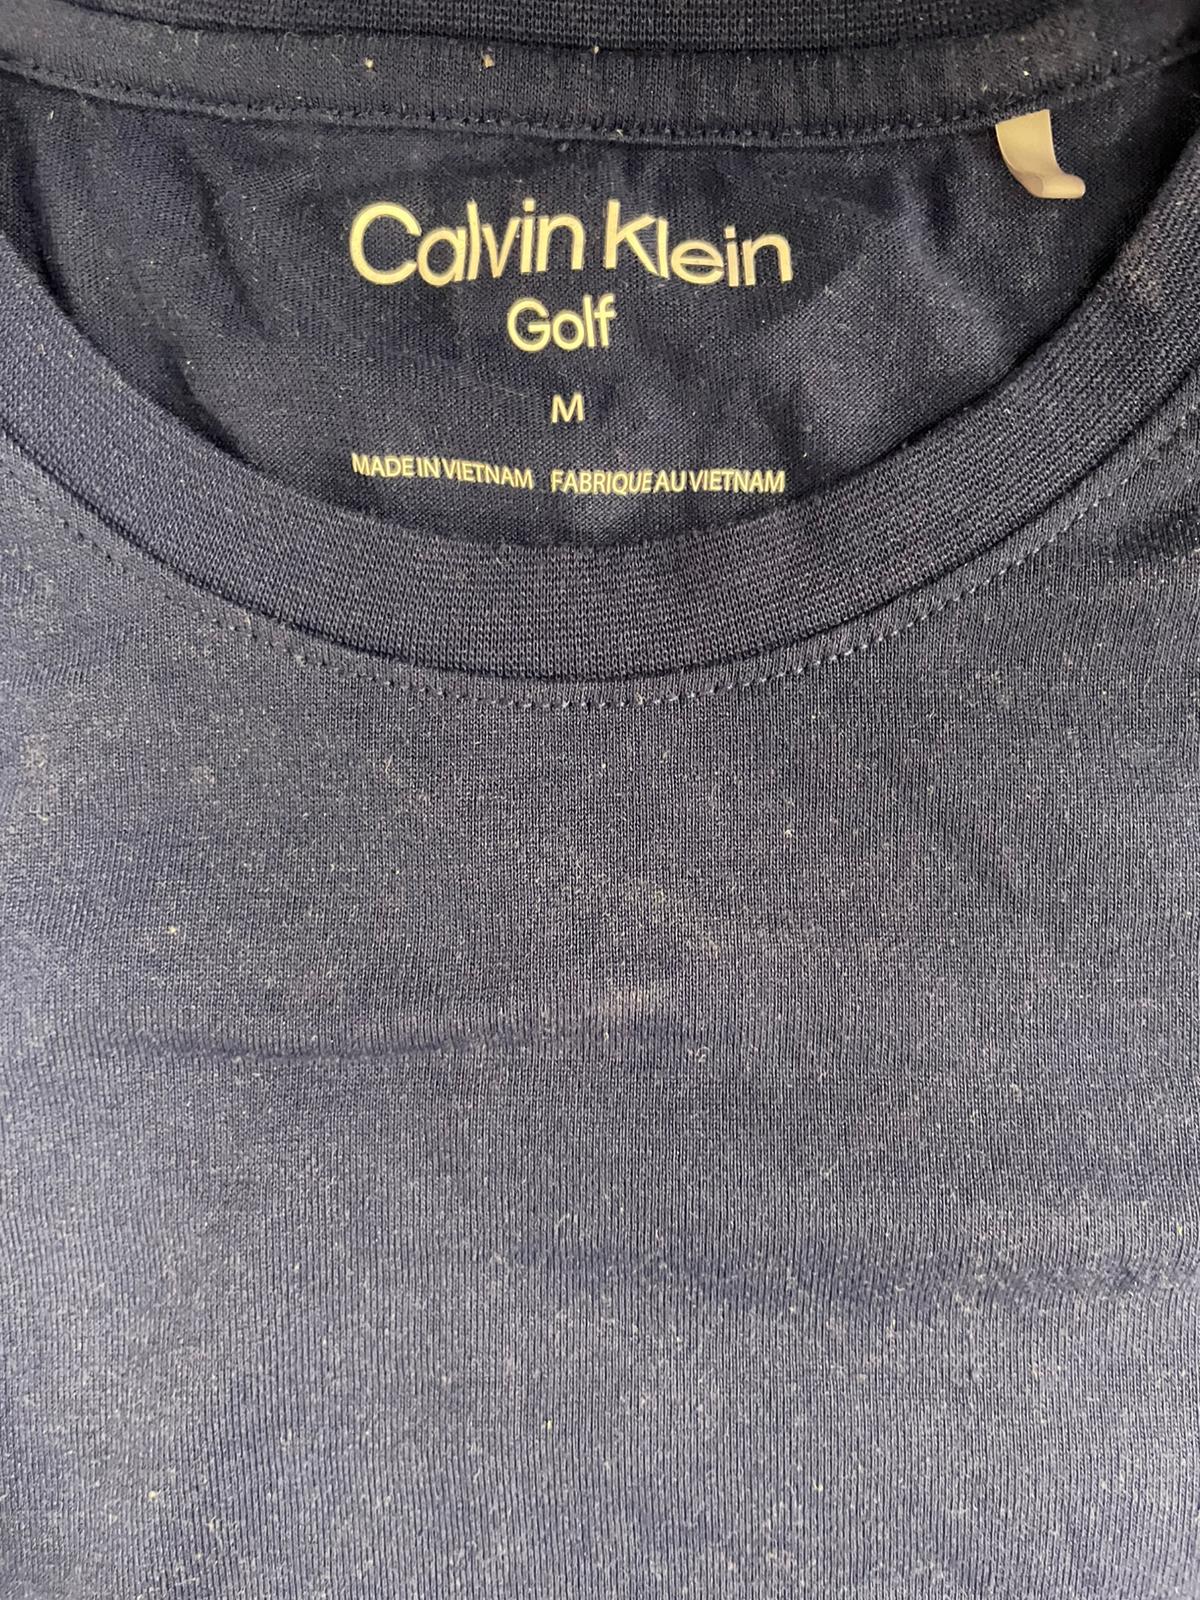 Calvin Klein
Golf
M
MADE IN VIETNAM FABRIQUE AU VIETNAM